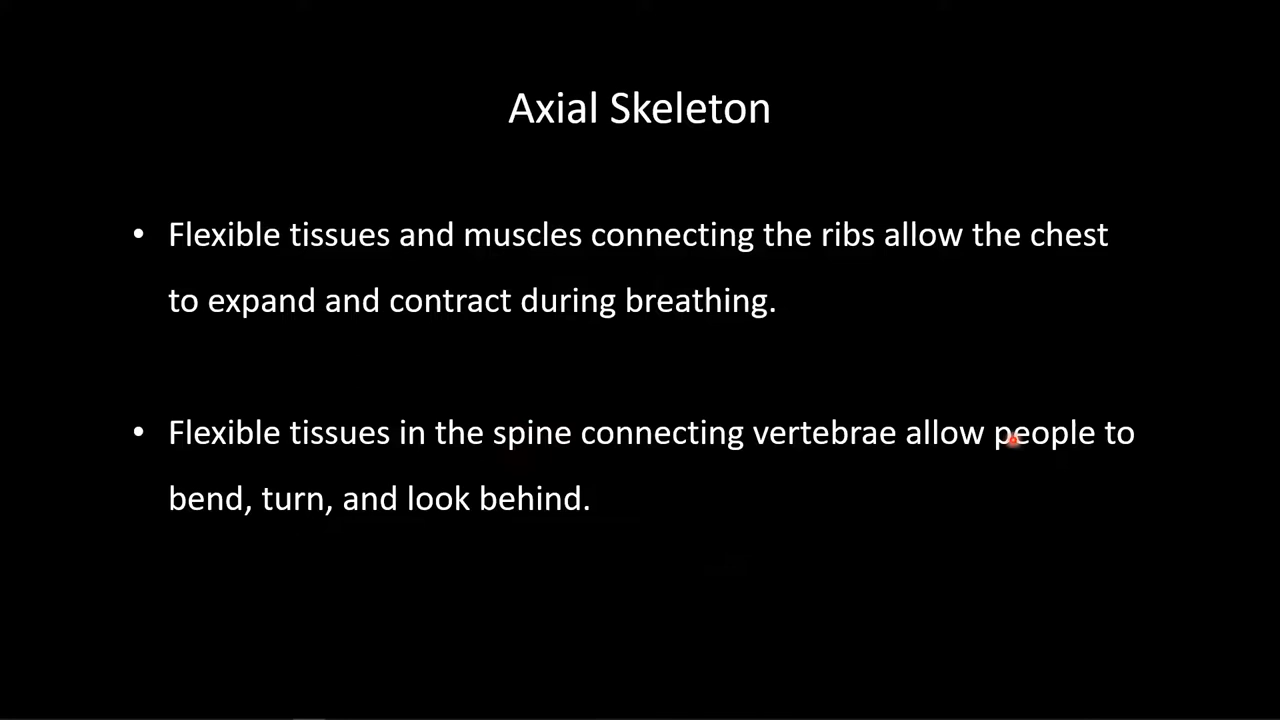 Axial Skeleton
• Flexible tissues and muscles connecting the ribs allow the chest
to expand and contract during breathing.
• Flexible tissues in the spine connecting vertebrae allow people to
bend, turn, and look behind.